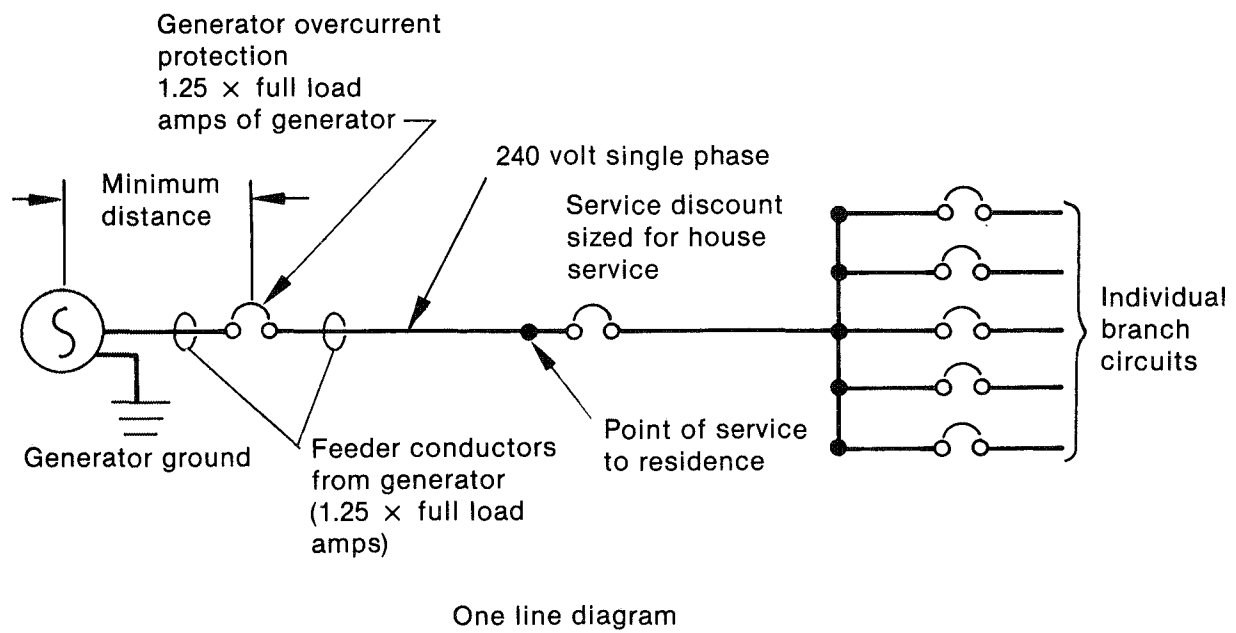 Generator overcurrent
protection
1.25 × full load
amps of generator
Minimum
distance
240 volt single phase
Service discount
sized for house
service
Individual
branch
circuits
Generator ground
Feeder conductors
from generator
(1.25 × full load
amps)
Point of service
to residence
One line diagram